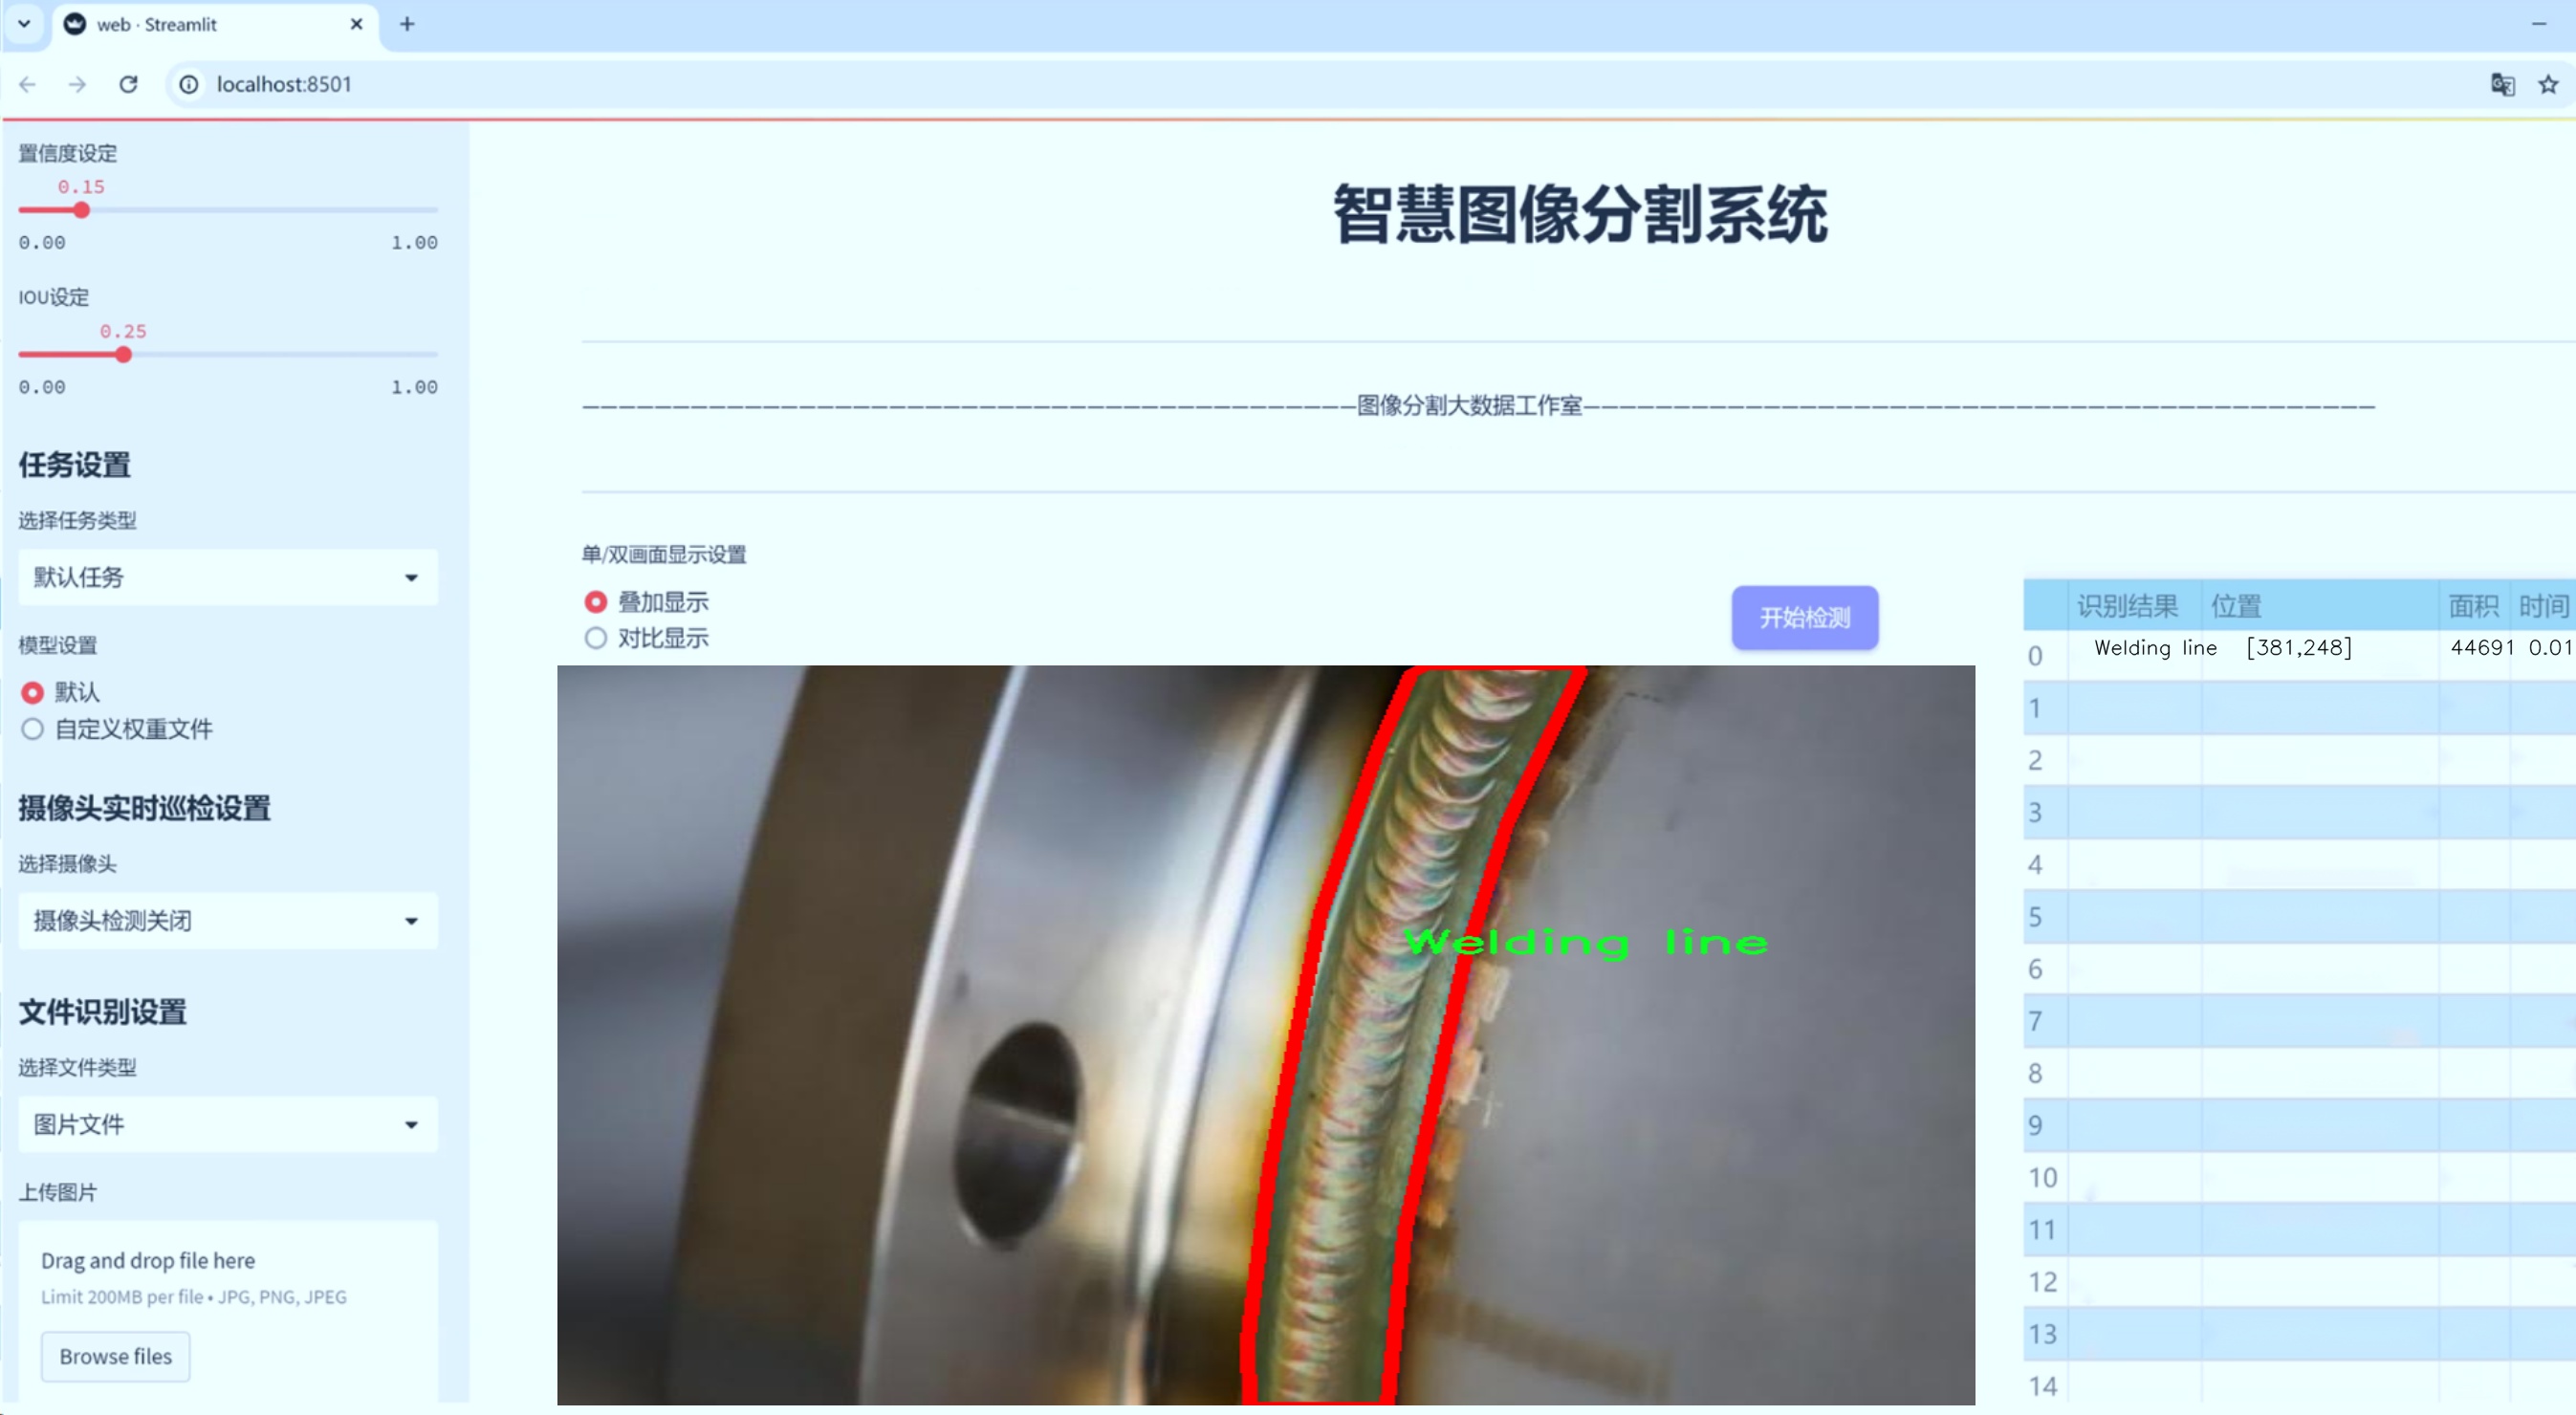 web · Streamlit
localhost:8501
置信度设定
0.15
0.00 1.00
IOU设定
0.25
0.00 1.00
任务设置
选择任务类型
默认任务
模型设置
默认
自定义权重文件
摄像头实时巡检设置
选择摄像头
摄像头检测关闭
文件识别设置
选择文件类型
图片文件
上传图片
Drag and drop file here
Limit 200MB per file • JPG, PNG, JPEG
Browse files
智慧图像分割系统
———————————————————————————————————————————图像分割大数据工作室————————————————————————————————————————————
单/双画面显示设置
叠加显示
对比显示
开始检测
Welding line
识别结果 位置 面积 时间
0 Welding line [381,248] 44691 0.01
1
2
3
4
5
6
7
8
9
10
11
12
13
14